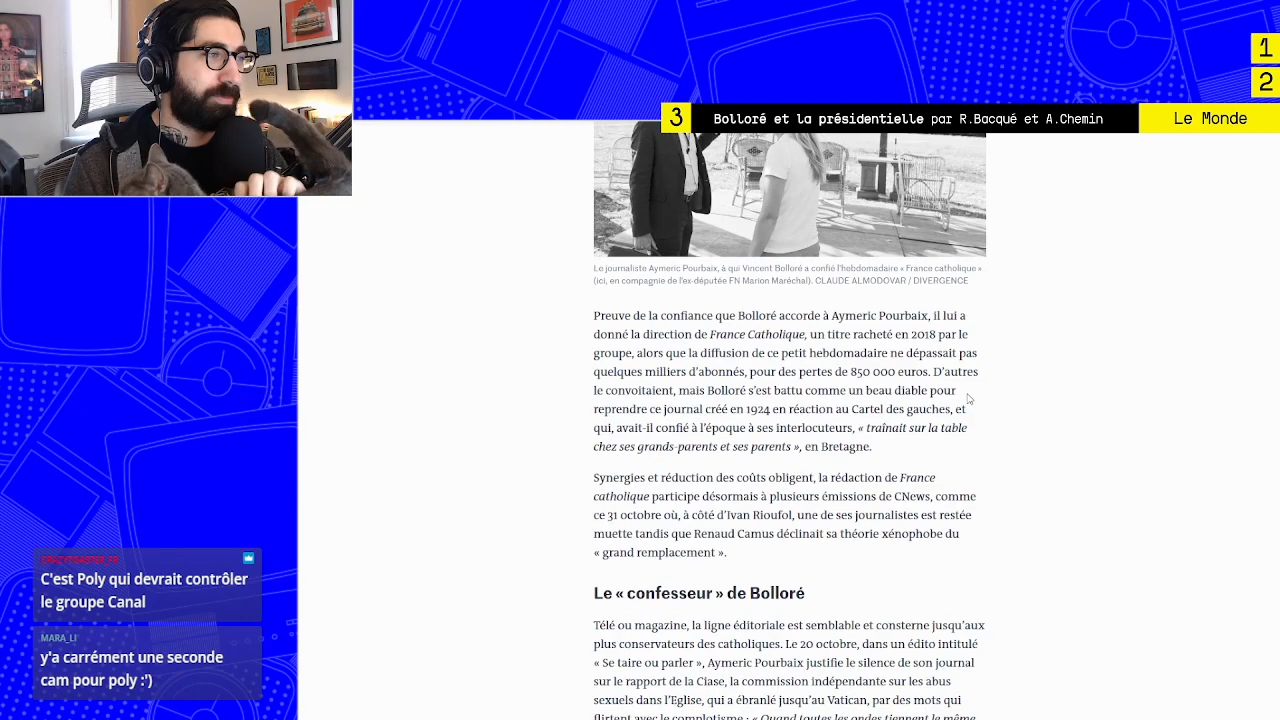 1
2
3 Bolloré et la présidentielle par R.Bacqué et A.Chemin Le Monde
Le journaliste Aymeric Pourbaix, à qui Vincent Bolloré a confié l'hebdomadaire « France catholique »
(ici, en compagnie de l'ex-députée FN Marion Maréchal). CLAUDE ALMODOVAR / DIVERGENCE
Preuve de la confiance que Bolloré accorde à Aymeric Pourbaix, il lui a
donné la direction de France Catholique, un titre racheté en 2018 par le
groupe, alors que la diffusion de ce petit hebdomadaire ne dépassait pas
quelques milliers d'abonnés, pour des pertes de 850 000 euros. D'autres
le convoitaient, mais Bolloré s'est battu comme un beau diable pour
reprendre ce journal créé en 1924 en réaction au Cartel des gauches, et
qui, avait-il confié à l'époque à ses interlocuteurs, « traînait sur la table
chez ses grands-parents et ses parents », en Bretagne.
Synergies et réduction des coûts obligent, la rédaction de France
catholique participe désormais à plusieurs émissions de CNews, comme
ce 31 octobre où, à côté d'Ivan Rioufol, une de ses journalistes est restée
muette tandis que Renaud Camus déclinait sa théorie xénophobe du
« grand remplacement ».
Le « confesseur » de Bolloré
Télé ou magazine, la ligne éditoriale est semblable et consterne jusqu'aux
plus conservateurs des catholiques. Le 20 octobre, dans un édito intitulé
« Se taire ou parler », Aymeric Pourbaix justifie le silence de son journal
sur le rapport de la Ciase, la commission indépendante sur les abus
sexuels dans l'Eglise, qui a ébranlé jusqu'au Vatican, par des mots qui
flirtent avec le complotisme : « Quand toutes les ondes tiennent le même
C'est Poly qui devrait contrôler
le groupe Canal
MARA_LI
y'a carrément une seconde
cam pour poly :')